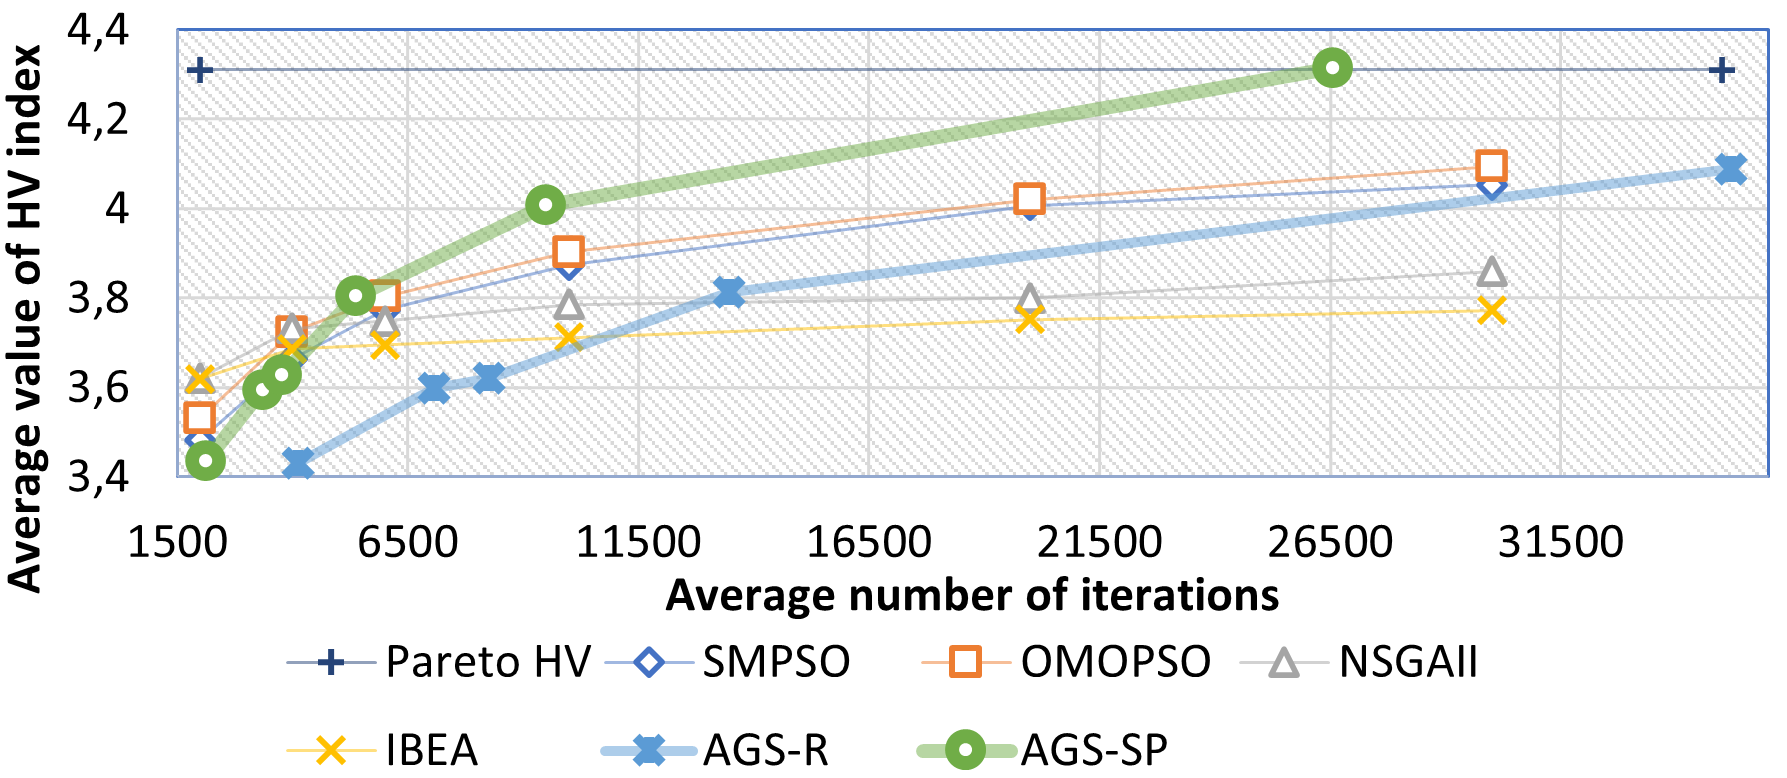 Average value of HV index
4,4
4,2
4
3,8
3,6
3,4
1500 6500 11500 16500 21500 26500 31500
Average number of iterations
Pareto HV SMPSO OMOPSO NSGAII
IBEA AGS-R AGS-SP